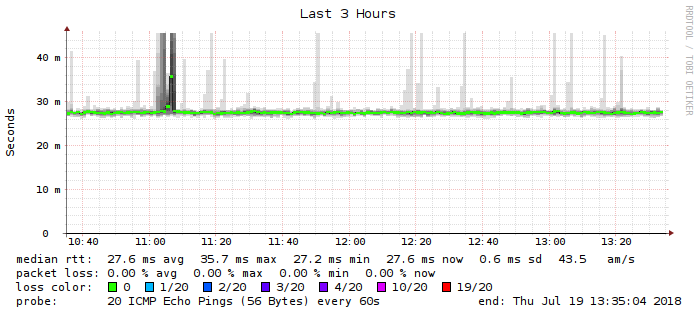 Last 3 Hours
RRDTOOL / TOBI OETIKER
Seconds
40 m
30 m
20 m
10 m
0
10:40 11:00 11:20 11:40 12:00 12:20 12:40 13:00 13:20
median rtt: 27.6 ms avg 35.7 ms max 27.2 ms min 27.6 ms now 0.6 ms sd 43.5 am/s
packet loss: 0.00 % avg 0.00 % max 0.00 % min 0.00 % now
loss color: 0 1/20 2/20 3/20 4/20 10/20 19/20
probe: 20 ICMP Echo Pings (56 Bytes) every 60s end: Thu Jul 19 13:35:04 2018